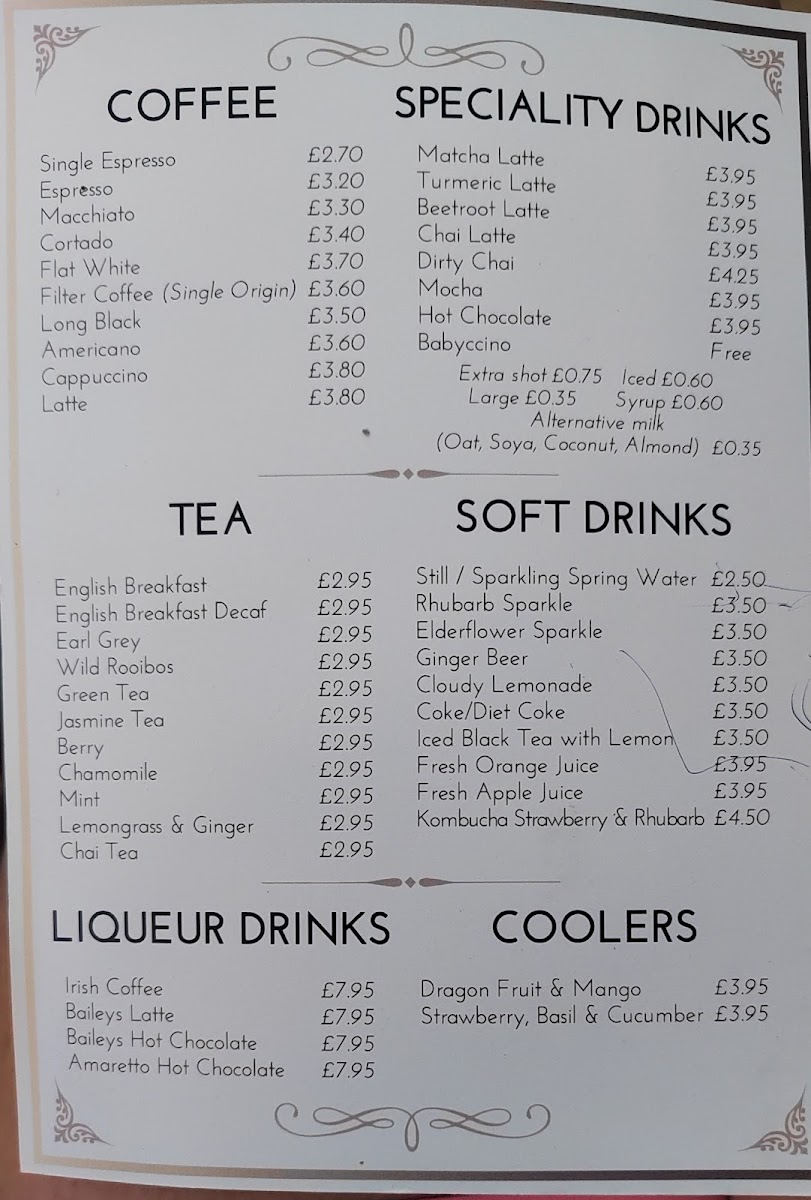 COFFEE
Single Espresso £2.70
Espresso £3.20
Macchiato £3.30
Cortado £3.40
Flat White £3.70
Filter Coffee (Single Origin) £3.60
Long Black £3.50
Americano £3.60
Cappuccino £3.80
Latte £3.80
SPECIALITY DRINKS
Matcha Latte £3.95
Turmeric Latte £3.95
Beetroot Latte £3.95
Chai Latte £3.95
Dirty Chai £4.25
Mocha £3.95
Hot Chocolate £3.95
Babyccino Free
Extra shot £0.75 Iced £0.60
Large £0.35 Syrup £0.60
Alternative milk
(Oat, Soya, Coconut, Almond) £0.35
TEA
English Breakfast £2.95
English Breakfast Decaf £2.95
Earl Grey £2.95
Wild Rooibos £2.95
Green Tea £2.95
Jasmine Tea £2.95
Berry £2.95
Chamomile £2.95
Mint £2.95
Lemongrass & Ginger £2.95
Chai Tea £2.95
SOFT DRINKS
Still / Sparkling Spring Water £2.50
Rhubarb Sparkle £3.50
Elderflower Sparkle £3.50
Ginger Beer £3.50
Cloudy Lemonade £3.50
Coke/Diet Coke £3.50
Iced Black Tea with Lemon £3.50
Fresh Orange Juice £3.95
Fresh Apple Juice £3.95
Kombucha Strawberry & Rhubarb £4.50
LIQUEUR DRINKS
Irish Coffee £7.95
Baileys Latte £7.95
Baileys Hot Chocolate £7.95
Amaretto Hot Chocolate £7.95
COOLERS
Dragon Fruit & Mango £3.95
Strawberry, Basil & Cucumber £3.95